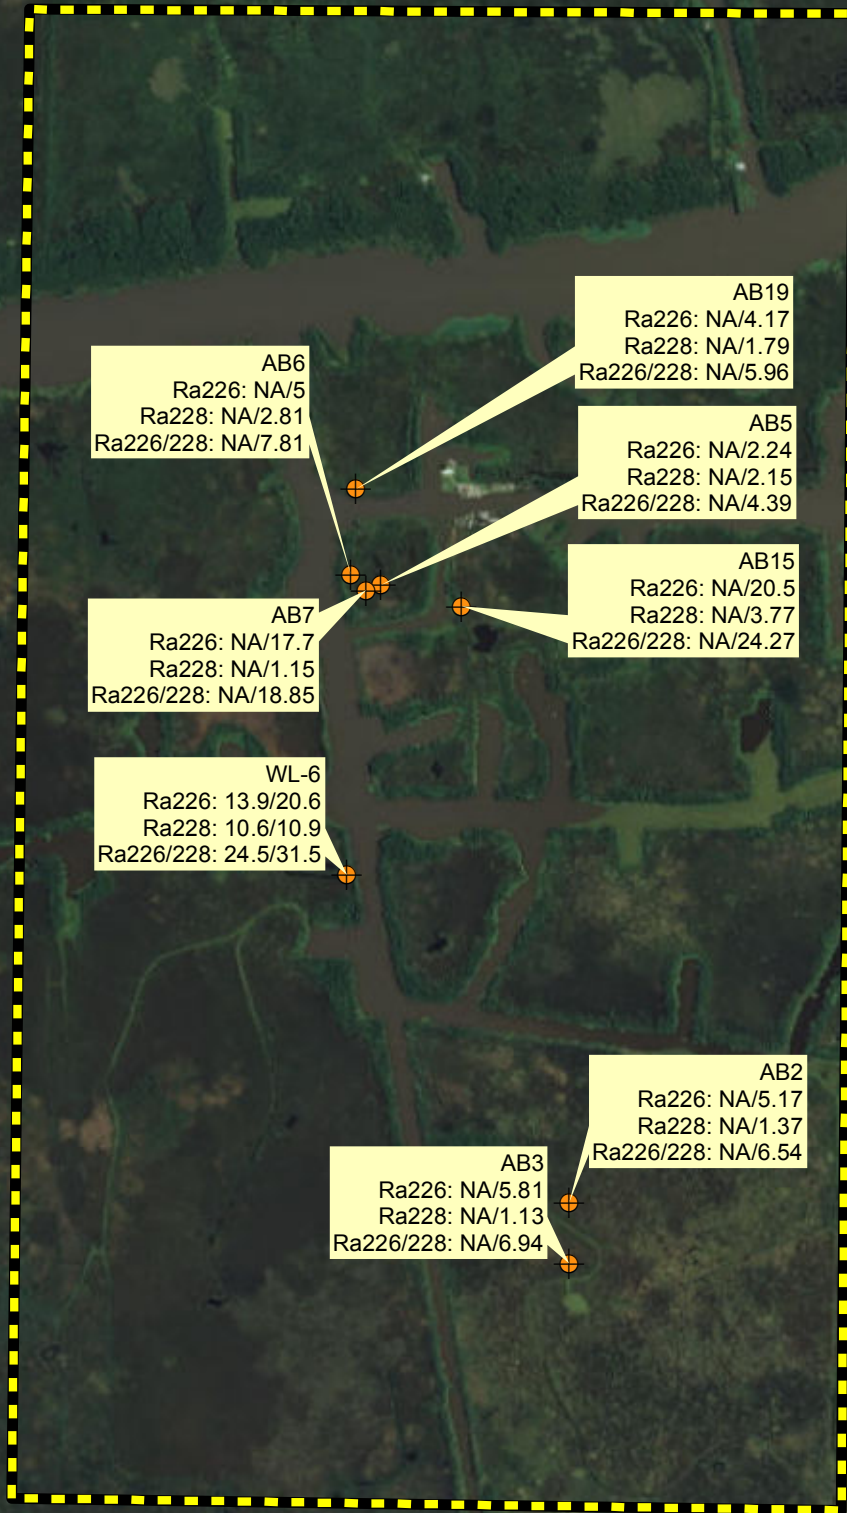 AB19
Ra226: NA/4.17
Ra228: NA/1.79
Ra226/228: NA/5.96
AB6
Ra226: NA/5
Ra228: NA/2.81
Ra226/228: NA/7.81
AB5
Ra226: NA/2.24
Ra228: NA/2.15
Ra226/228: NA/4.39
AB15
Ra226: NA/20.5
Ra228: NA/3.77
Ra226/228: NA/24.27
AB7
Ra226: NA/17.7
Ra228: NA/1.15
Ra226/228: NA/18.85
WL-6
Ra226: 13.9/20.6
Ra228: 10.6/10.9
Ra226/228: 24.5/31.5
AB2
Ra226: NA/5.17
Ra228: NA/1.37
Ra226/228: NA/6.54
AB3
Ra226: NA/5.81
Ra228: NA/1.13
Ra226/228: NA/6.94